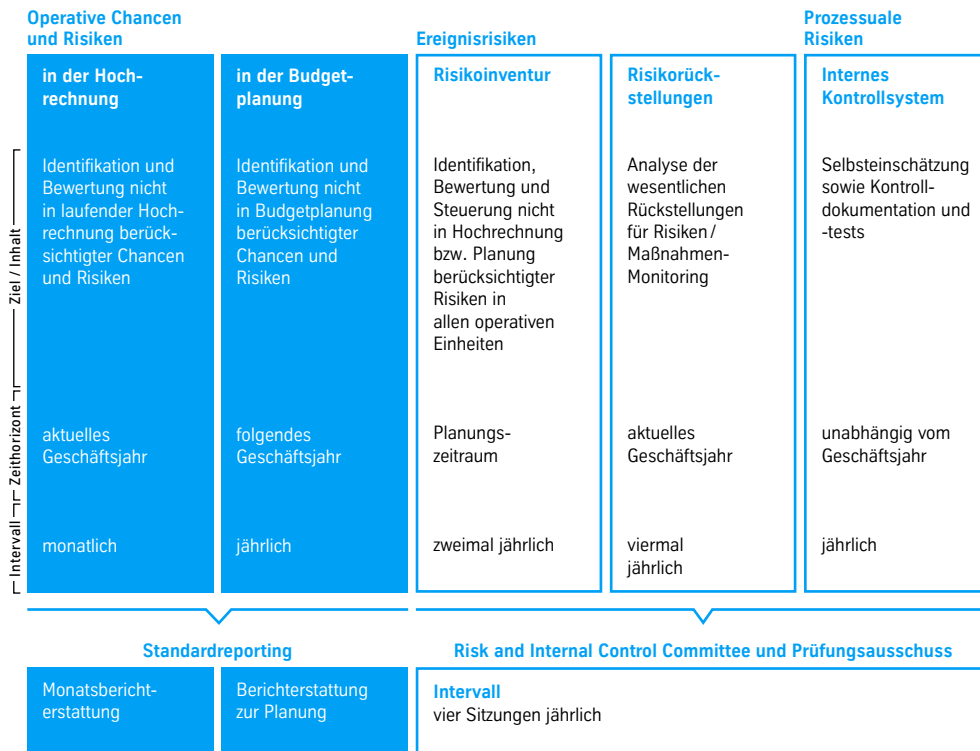 Operative Chancen
und Risiken
Ereignisrisiken
Prozessuale
Risiken
in der Hoch-
rechnung
in der Budget-
planung
Risikoinventur
Risikorück-
stellungen
Internes
Kontrollsystem
Ziel / Inhalt
Identifikation und
Bewertung nicht
in laufender Hoch-
rechnung berück-
sichtigter Chancen
und Risiken
Identifikation und
Bewertung nicht
in Budgetplanung
berücksichtigter
Chancen und
Risiken
Identifikation,
Bewertung und
Steuerung nicht
in Hochrechnung
bzw. Planung
berücksichtigter
Risiken in
allen operativen
Einheiten
Analyse der
wesentlichen
Rückstellungen
für Risiken /
Maßnahmen-
Monitoring
Selbsteinschätzung
sowie Kontroll-
dokumentation und
-tests
Zeithorizont
aktuelles
Geschäftsjahr
folgendes
Geschäftsjahr
Planungs-
zeitraum
aktuelles
Geschäftsjahr
unabhängig vom
Geschäftsjahr
Intervall
monatlich
jährlich
zweimal jährlich
viermal
jährlich
jährlich
Standardreporting
Risk and Internal Control Committee und Prüfungsausschuss
Monatsbericht-
erstattung
Berichterstattung
zur Planung
Intervall
vier Sitzungen jährlich